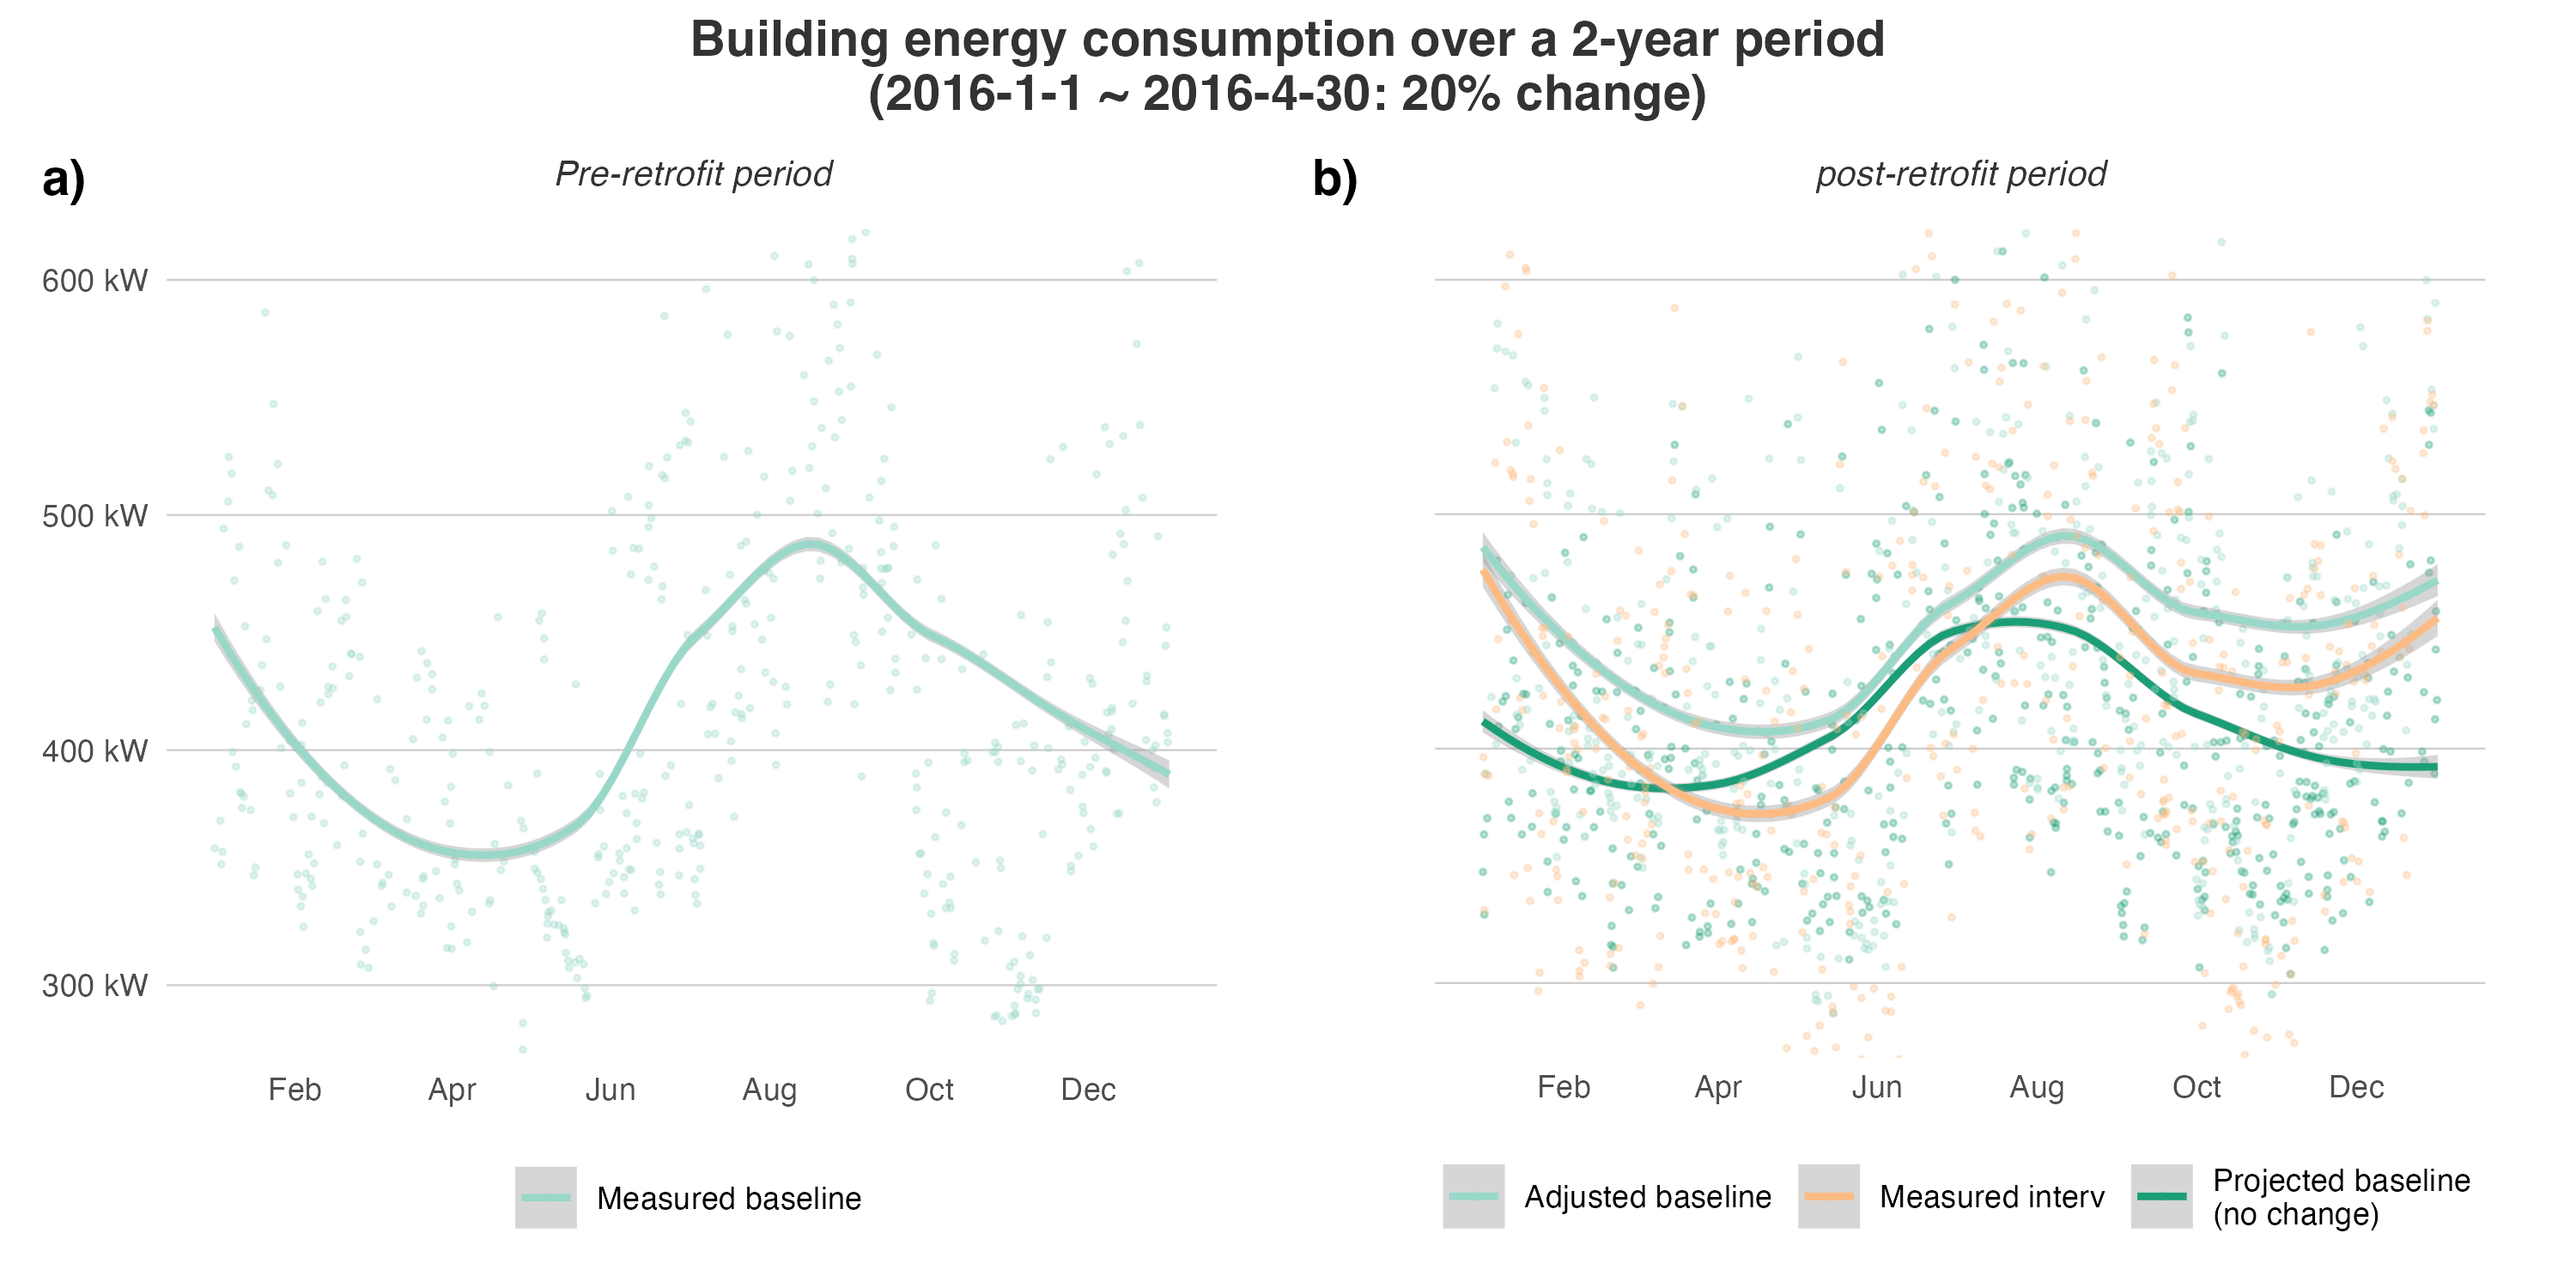 Building energy consumption over a 2-year period
(2016-1-1 ~ 2016-4-30: 20% change)
a)
Pre-retrofit period
600 kW
500 kW
400 kW
300 kW
Feb Apr Jun Aug Oct Dec
Measured baseline
b)
post-retrofit period
Feb Apr Jun Aug Oct Dec
Adjusted baseline
Measured interv
Projected baseline
(no change)